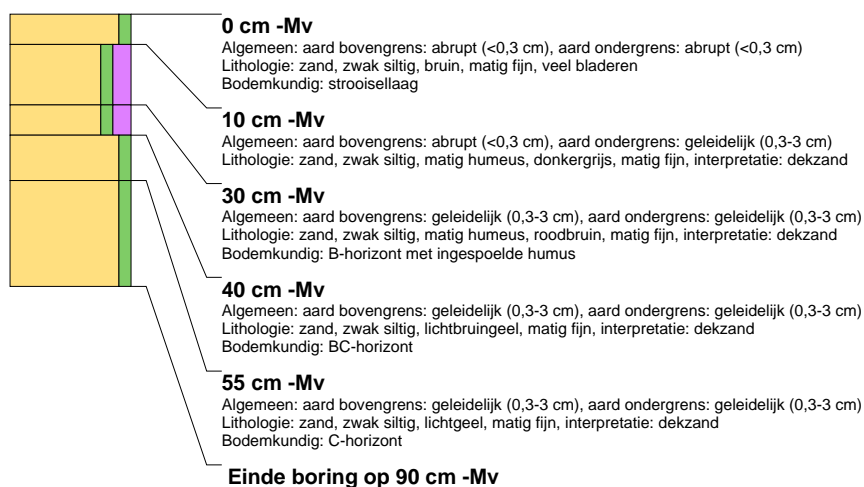 0 cm -Mv
Algemeen: aard bovengrens: abrupt (<0,3 cm), aard ondergrens: abrupt (<0,3 cm)
Lithologie: zand, zwak siltig, bruin, matig fijn, veel bladeren
Bodemkundig: strooisellaag
10 cm -Mv
Algemeen: aard bovengrens: abrupt (<0,3 cm), aard ondergrens: geleidelijk (0,3-3 cm)
Lithologie: zand, zwak siltig, matig humeus, donkergrijs, matig fijn, interpretatie: dekzand
30 cm -Mv
Algemeen: aard bovengrens: geleidelijk (0,3-3 cm), aard ondergrens: geleidelijk (0,3-3 cm)
Lithologie: zand, zwak siltig, matig humeus, roodbruin, matig fijn, interpretatie: dekzand
Bodemkundig: B-horizont met ingespoelde humus
40 cm -Mv
Algemeen: aard bovengrens: geleidelijk (0,3-3 cm), aard ondergrens: geleidelijk (0,3-3 cm)
Lithologie: zand, zwak siltig, lichtbruingeel, matig fijn, interpretatie: dekzand
Bodemkundig: BC-horizont
55 cm -Mv
Algemeen: aard bovengrens: geleidelijk (0,3-3 cm), aard ondergrens: geleidelijk (0,3-3 cm)
Lithologie: zand, zwak siltig, lichtgeel, matig fijn, interpretatie: dekzand
Bodemkundig: C-horizont
Einde boring op 90 cm -Mv